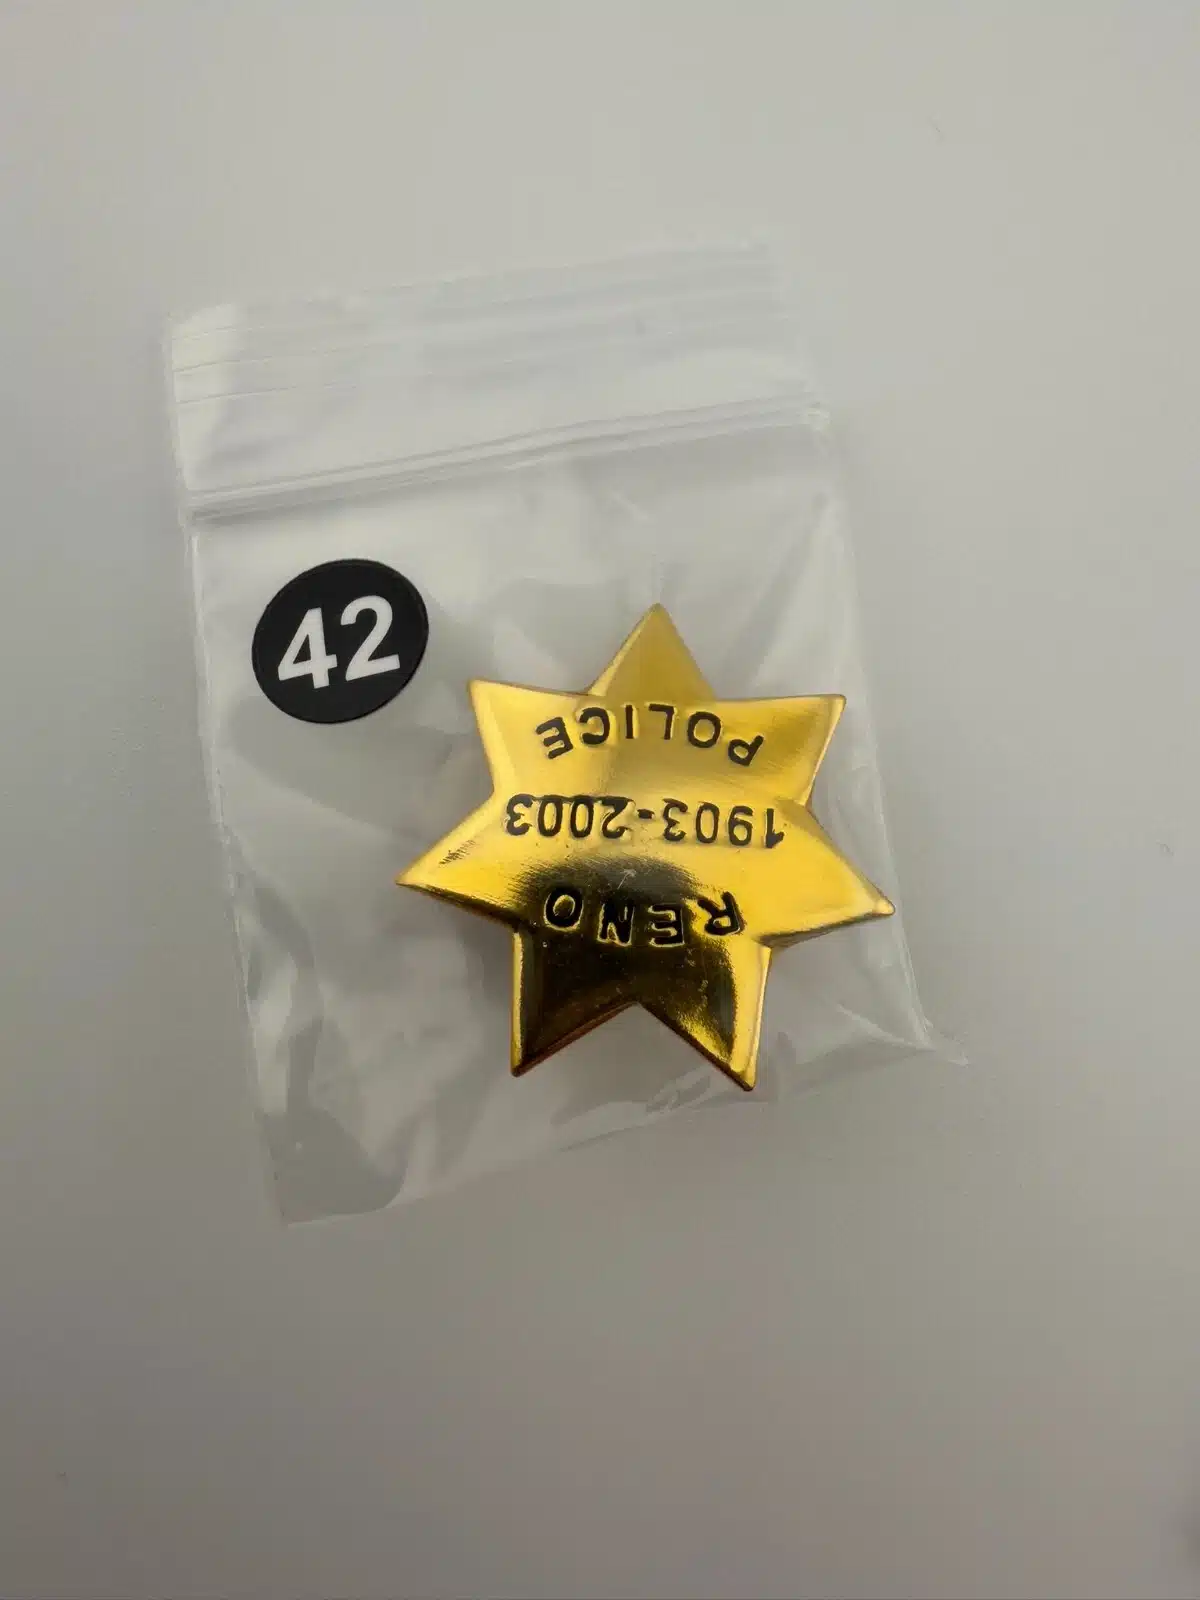 42
RENO
1903-2003
POLICE